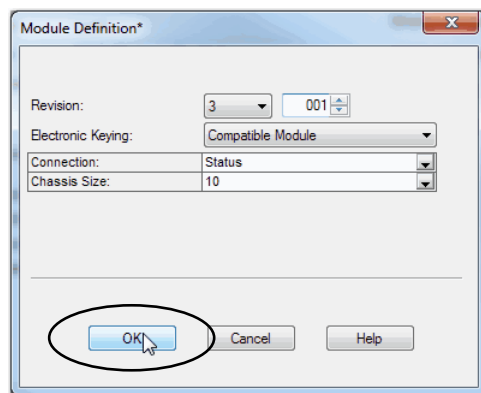 Module Definition*
Revision: 3 001
Electronic Keying: Compatible Module
Connection: Status
Chassis Size: 10
OK Cancel Help